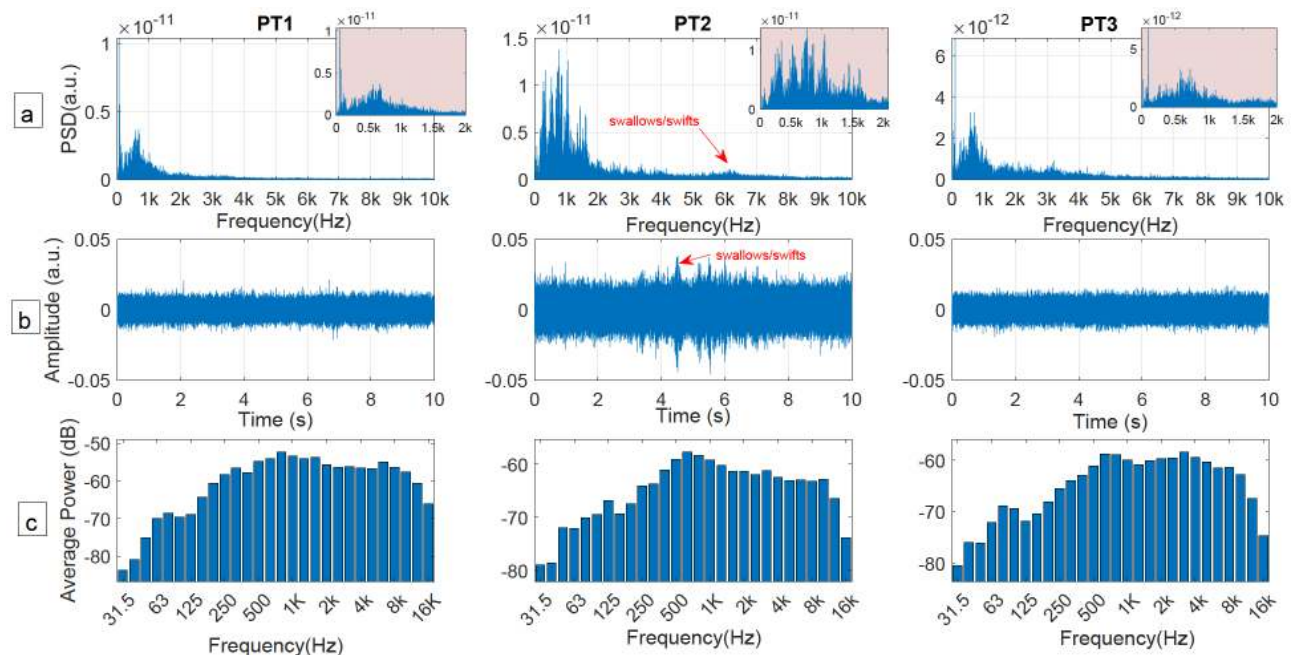 PT1 PT2 PT3
×10⁻¹¹ ×10⁻¹¹ ×10⁻¹¹ ×10⁻¹¹ ×10⁻¹² ×10⁻¹²
a
PSD(a.u.)
1 0.5 0
1 0.5 0
0 0.5k 1k 1.5k 2k
1.5 1 0.5 0
1 0
0 0.5k 1k 1.5k 2k
swallows/swifts
6 4 2 0
5 0
0 0.5k 1k 1.5k 2k
0 1k 2k 3k 4k 5k 6k 7k 8k 9k 10k
0 1k 2k 3k 4k 5k 6k 7k 8k 9k 10k
0 1k 2k 3k 4k 5k 6k 7k 8k 9k 10k
Frequency(Hz) Frequency(Hz) Frequency(Hz)
b
Amplitude (a.u.)
0.05 0 -0.05
0.05 0 -0.05
swallows/swifts
0.05 0 -0.05
0 2 4 6 8 10
0 2 4 6 8 10
0 2 4 6 8 10
Time (s) Time (s) Time (s)
c
Average Power (dB)
-50 -60 -70 -80
-60 -70 -80
-60 -70 -80
31.5 63 125 250 500 1K 2k 4k 8k 16K
31.5 63 125 250 500 1K 2k 4k 8k 16K
31.5 63 125 250 500 1K 2k 4k 8k 16K
Frequency(Hz) Frequency(Hz) Frequency(Hz)